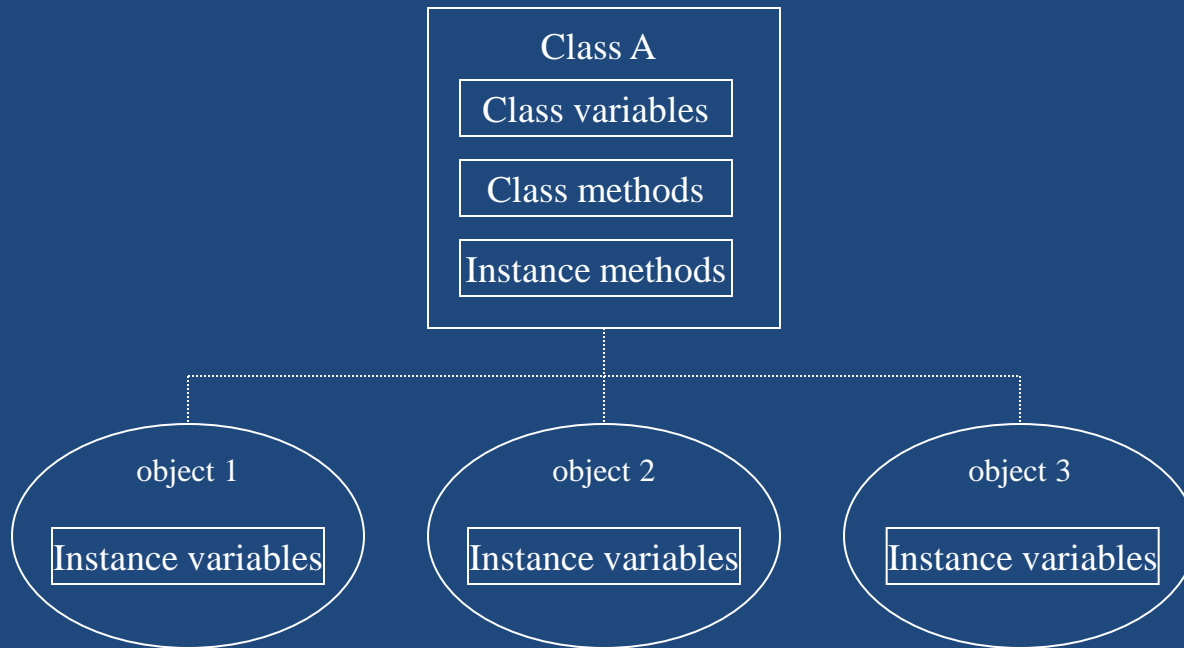 Class A
Class variables
Class methods
Instance methods
object 1
object 2
object 3
Instance variables
Instance variables
Instance variables